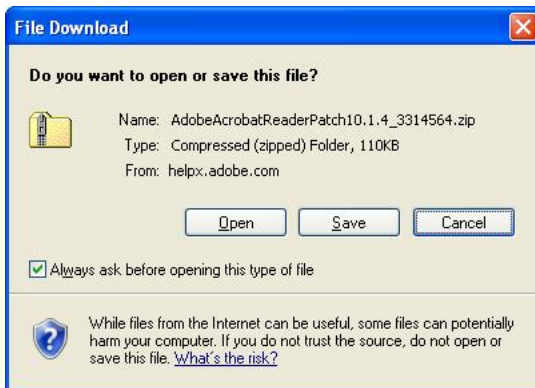 File Download
Do you want to open or save this file?
Name: AdobeAcrobatReaderPatch10.1.4_3314564.zip
Type: Compressed (zipped) Folder, 110KB
From: helpx.adobe.com
Open Save Cancel
Always ask before opening this type of file
While files from the Internet can be useful, some files can potentially
harm your computer. If you do not trust the source, do not open or
save this file. What's the risk?